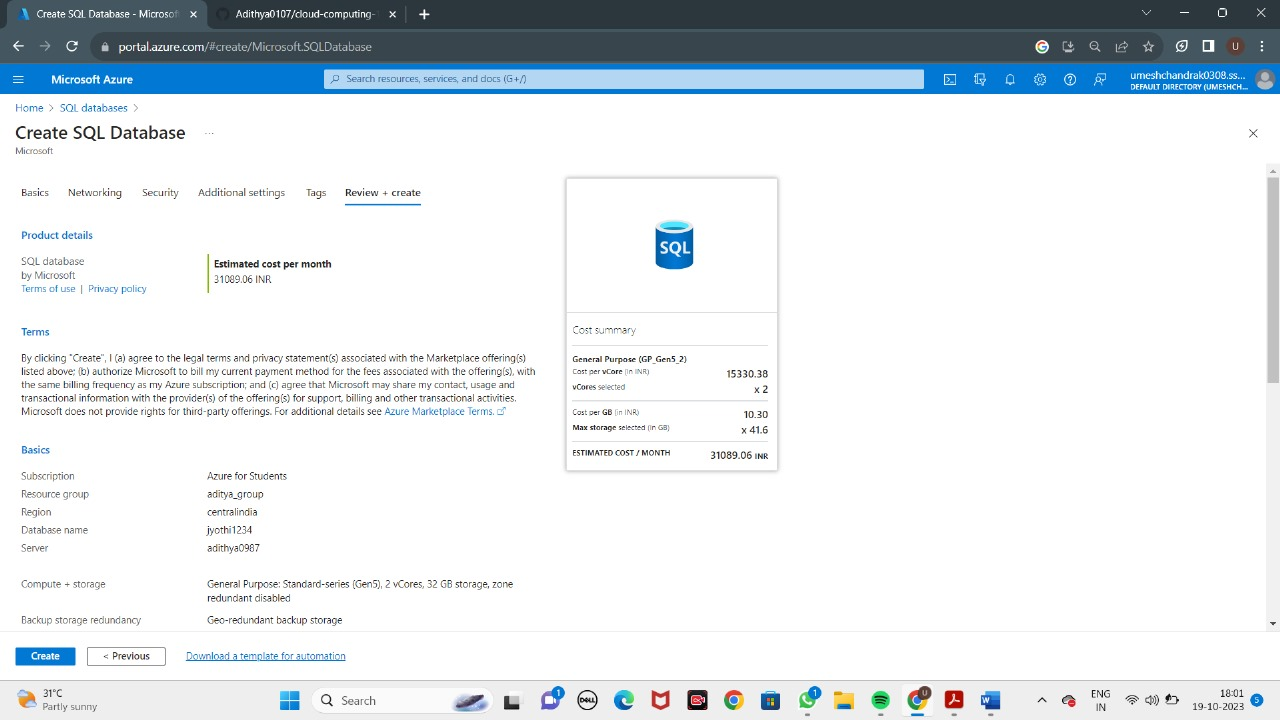 Create SQL Database - Microsoft
Adithya0107/cloud-computing-
portal.azure.com/#create/Microsoft.SQLDatabase
U
Microsoft Azure
Search resources, services, and docs (G+/)
umeshchandrak0308.ss...
DEFAULT DIRECTORY (UMESHCH...
Home > SQL databases >
Create SQL Database ...
Microsoft
Basics Networking Security Additional settings Tags Review + create
Product details
SQL database
by Microsoft
Terms of use | Privacy policy
Estimated cost per month
31089.06 INR
Terms
By clicking "Create", I (a) agree to the legal terms and privacy statement(s) associated with the Marketplace offering(s)
listed above; (b) authorize Microsoft to bill my current payment method for the fees associated with the offering(s), with
the same billing frequency as my Azure subscription; and (c) agree that Microsoft may share my contact, usage and
transactional information with the provider(s) of the offering(s) for support, billing and other transactional activities.
Microsoft does not provide rights for third-party offerings. For additional details see Azure Marketplace Terms.
Basics
Subscription Azure for Students
Resource group aditya_group
Region centralindia
Database name jyothi1234
Server adithya0987
Compute + storage General Purpose: Standard-series (Gen5), 2 vCores, 32 GB storage, zone
redundant disabled
Backup storage redundancy Geo-redundant backup storage
SQL
Cost summary
General Purpose (GP_Gen5_2)
Cost per vCore (in INR) 15330.38
vCores selected x 2
Cost per GB (in INR) 10.30
Max storage selected (in GB) x 41.6
ESTIMATED COST / MONTH 31089.06 INR
Create
< Previous
Download a template for automation
31°C
Partly sunny
Search
1
DELL
1
U
ENG
IN
18:01
19-10-2023
5